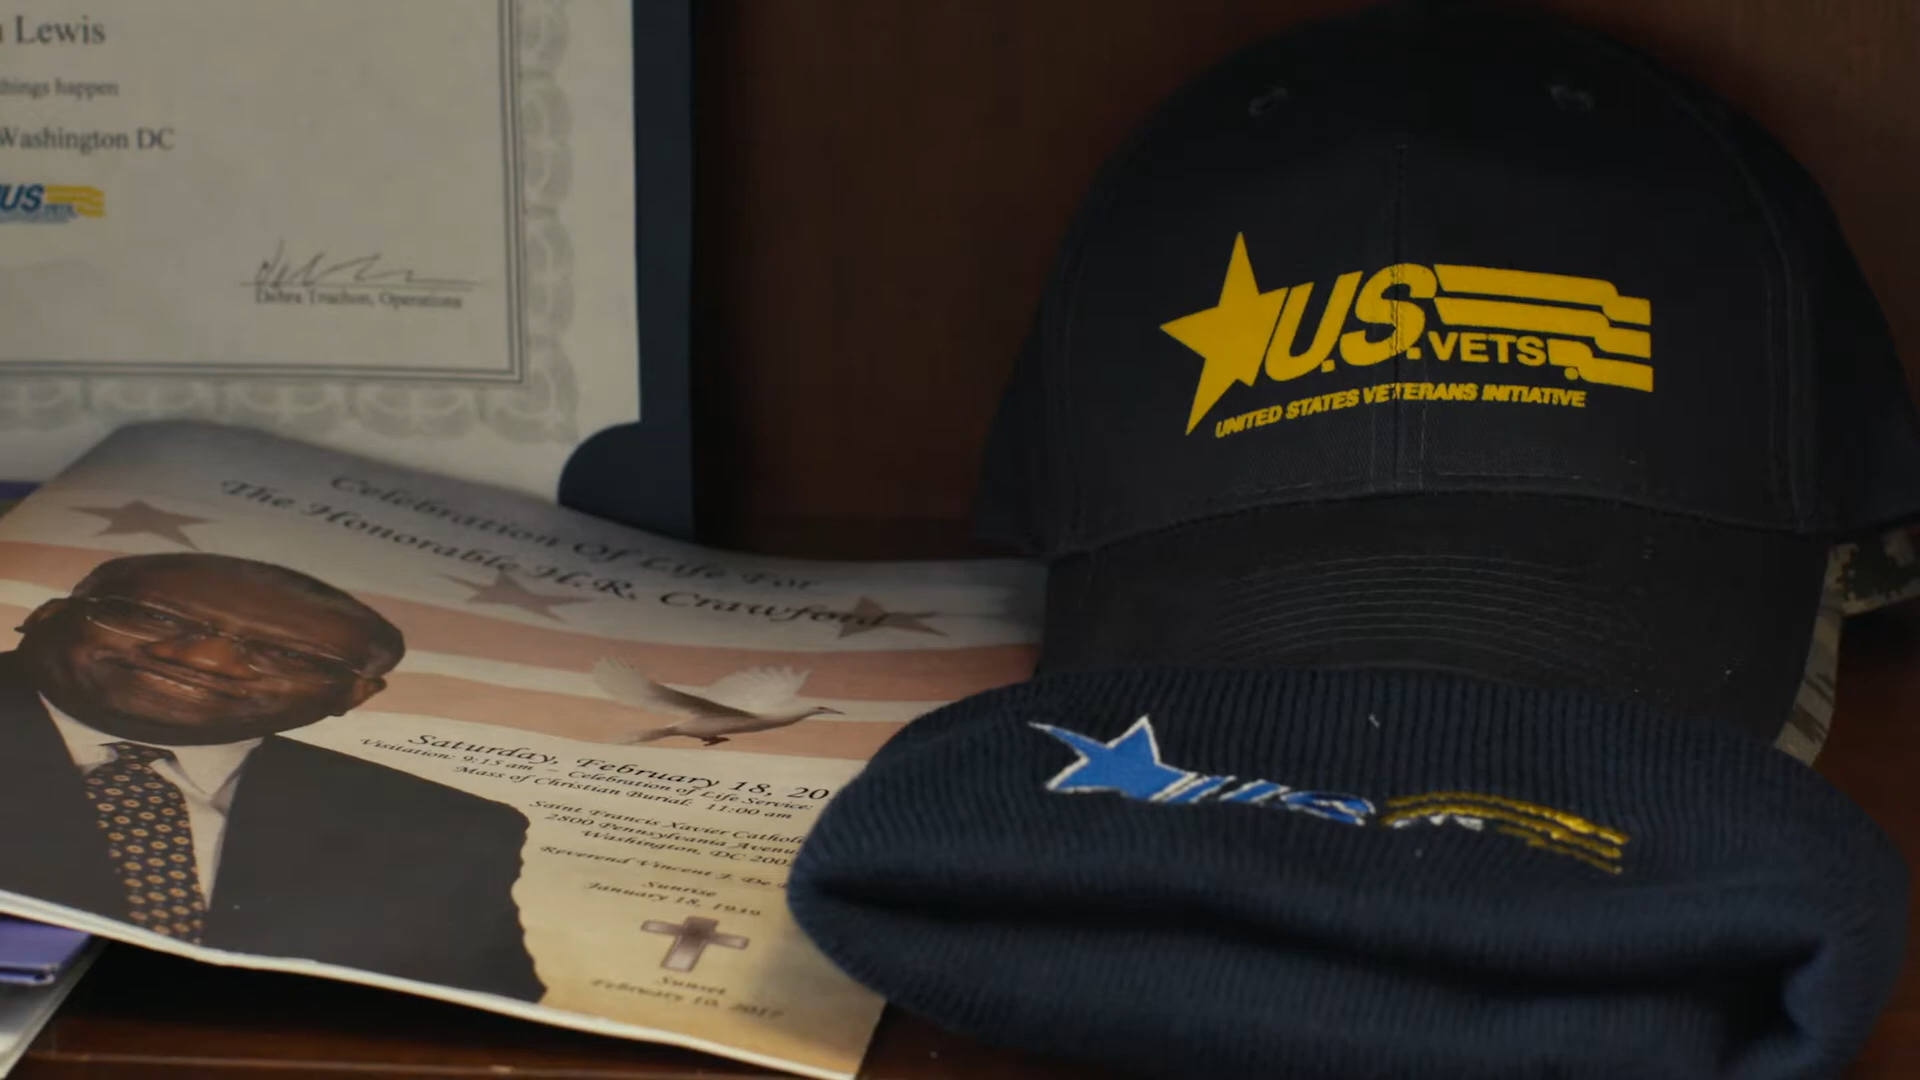 Lewis
things happen
Washington DC
US
VETS
Debra Trachon, Operations
Celebration Of Life For
The Honorable H.R. Crawford
Saturday, February 18, 20
Visitation: 9:15 am – Celebration of Life Service:
Mass of Christian Burial: 11:00 am
Saint Francis Xavier Catholic
2800 Pennsylvania Avenue
Washington, DC 200
Reverend Vincent J. De
Sunrise
January 18, 1939
Sunset
February 10, 2017
U.S.VETS
UNITED STATES VETERANS INITIATIVE
U.S.